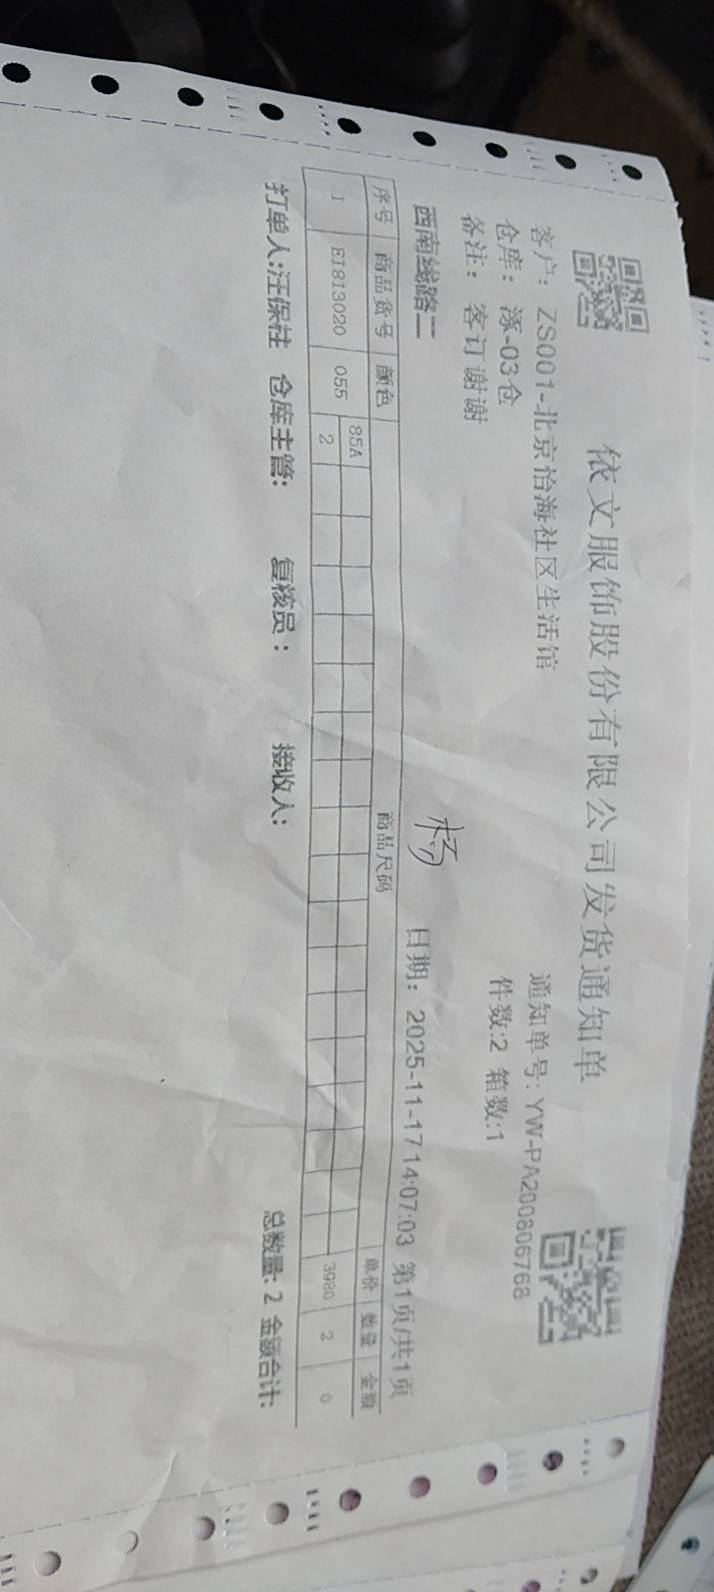 依文服饰股份有限公司发货通知单
客户：ZS001-北京怡海社区生活馆 通知单号：YW-PA200806768
仓库：涿-03仓 件数:2 箱数:1
备注：客订谢谢
西南线路二 杨 日期：2025-11-17 14:07:03 第1页/共1页
序号 商品货号 颜色 商品尺码 单价 数量 金额
85A
1 EI813020 055 2 3980 2 0
打单人:汪保柱 仓库主管: 复核员: 接收人: 总数量: 2 金额合计: